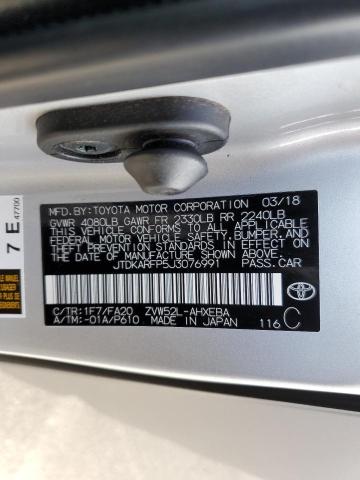 MFD.BY:TOYOTA MOTOR CORPORATION 03/18
GVWR 4080LB GAWR FR 2330LB RR 2240LB
THIS VEHICLE CONFORMS TO ALL APPLICABLE
FEDERAL MOTOR VEHICLE SAFETY, BUMPER, AND
THEFT PREVENTION STANDARDS IN EFFECT ON
THE DATE OF MANUFACTURE SHOWN ABOVE.
JTDKARFP5J3076991 PASS.CAR
C/TR:1F7/FA20 ZVW52L-AHXEBA
A/TM:-01A/P610 MADE IN JAPAN 116 C
TOYOTA
7 E
47700